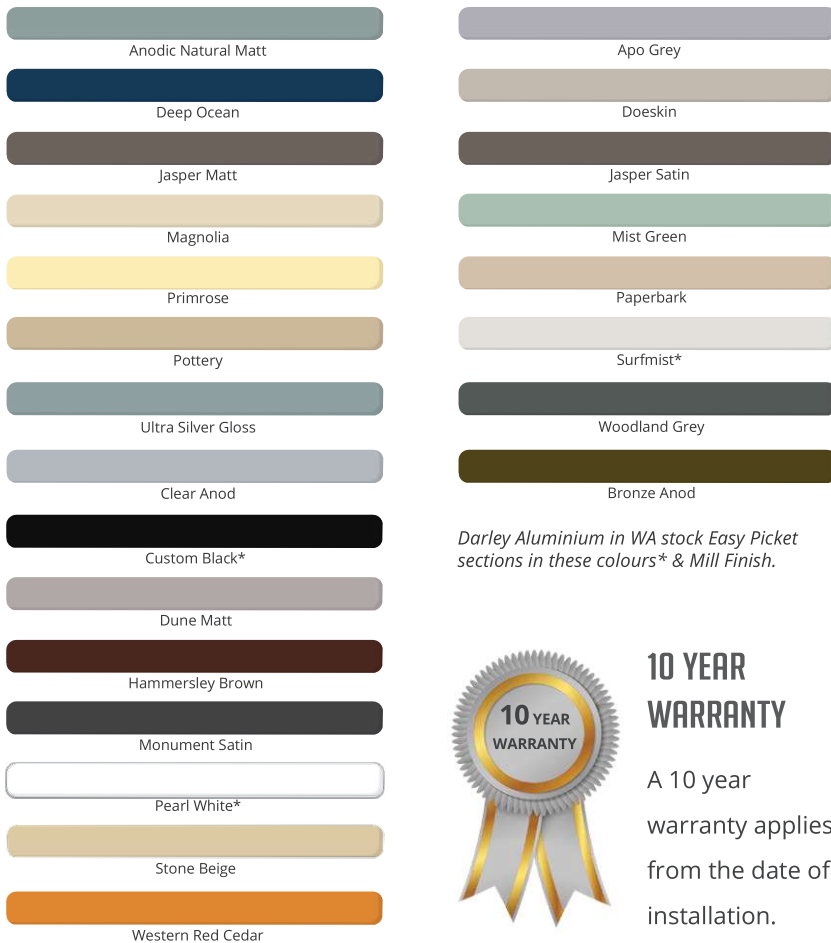 Anodic Natural Matt
Deep Ocean
Jasper Matt
Magnolia
Primrose
Pottery
Ultra Silver Gloss
Clear Anod
Custom Black*
Dune Matt
Hammersley Brown
Monument Satin
Pearl White*
Stone Beige
Western Red Cedar
Apo Grey
Doeskin
Jasper Satin
Mist Green
Paperbark
Surfmist*
Woodland Grey
Bronze Anod
Darley Aluminium in WA stock Easy Picket
sections in these colours* & Mill Finish.
10 YEAR
WARRANTY
10 YEAR
WARRANTY
A 10 year
warranty applies
from the date of
installation.